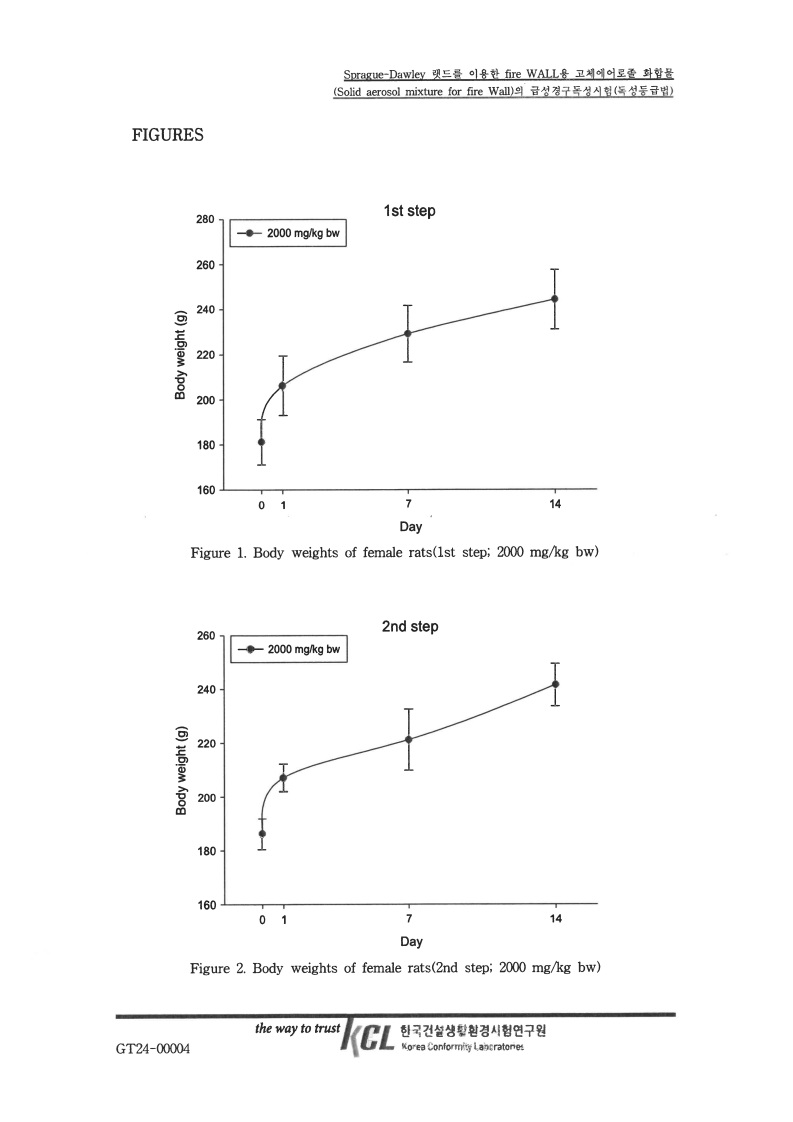 Sprague-Dawley 랫드를 이용한 fire WALL용 고체에어로졸 화합물
(Solid aerosol mixture for fire Wall)의 급성경구독성시험(독성등급법)
FIGURES
1st step
2000 mg/kg bw
280
260
240
220
200
180
160
Body weight (g)
0 1 7 14
Day
Figure 1. Body weights of female rats(1st step; 2000 mg/kg bw)
2nd step
2000 mg/kg bw
260
240
220
200
180
160
Body weight (g)
0 1 7 14
Day
Figure 2. Body weights of female rats(2nd step; 2000 mg/kg bw)
the way to trust KCL 한국건설생활환경시험연구원
Korea Conformity Laboratories
GT24-00004